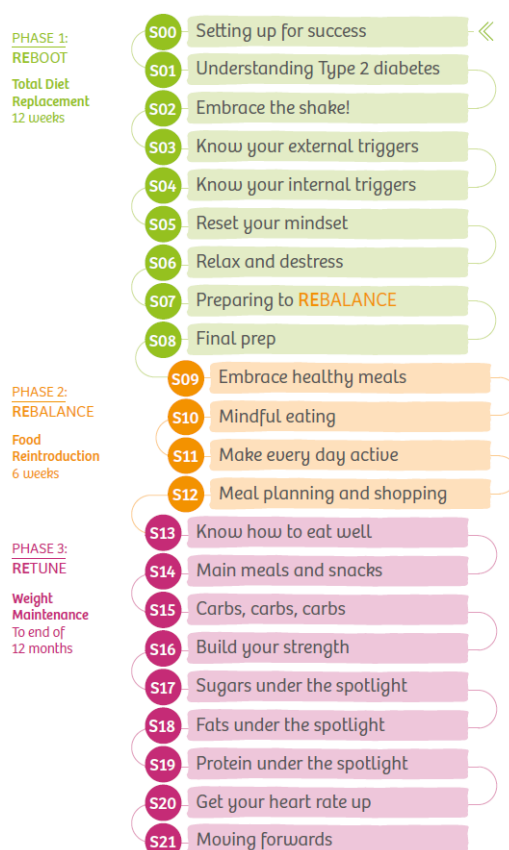 PHASE 1:
REBOOT
Total Diet
Replacement
12 weeks
S00 Setting up for success
S01 Understanding Type 2 diabetes
S02 Embrace the shake!
S03 Know your external triggers
S04 Know your internal triggers
S05 Reset your mindset
S06 Relax and destress
S07 Preparing to REBALANCE
S08 Final prep
PHASE 2:
REBALANCE
Food
Reintroduction
6 weeks
S09 Embrace healthy meals
S10 Mindful eating
S11 Make every day active
S12 Meal planning and shopping
PHASE 3:
RETUNE
Weight
Maintenance
To end of
12 months
S13 Know how to eat well
S14 Main meals and snacks
S15 Carbs, carbs, carbs
S16 Build your strength
S17 Sugars under the spotlight
S18 Fats under the spotlight
S19 Protein under the spotlight
S20 Get your heart rate up
S21 Moving forwards